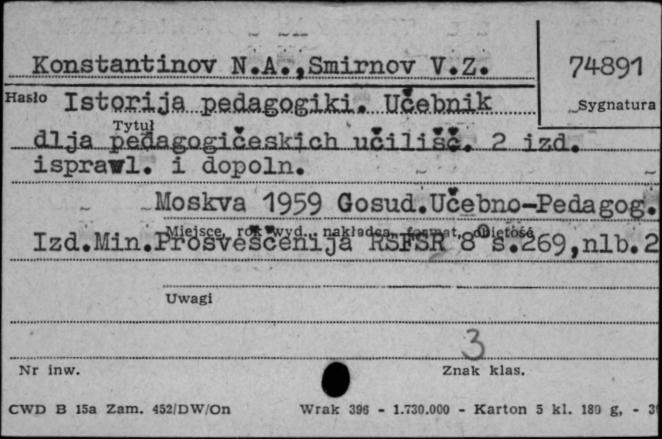 Konstantinov N.A.,Smirnov V.Z.
74891
Hasło
Sygnatura
Istorija pedagogiki. Učebnik
Tytuł
dlja pedagogičeskich učilišč. 2 izd.
isprawl. i dopoln.
Moskva 1959 Gosud.Učebno-Pedagog.
Miejsce, rok wyd., nakładca, format, objętość
Izd.Min.Prosveščenija RSFSR 8° s.269,nlb.2
Uwagi
3
Nr inw.
Znak klas.
CWD B 15a Zam. 452/DW/On
Wrak 396 - 1.730.000 - Karton 5 kl. 180 g, -